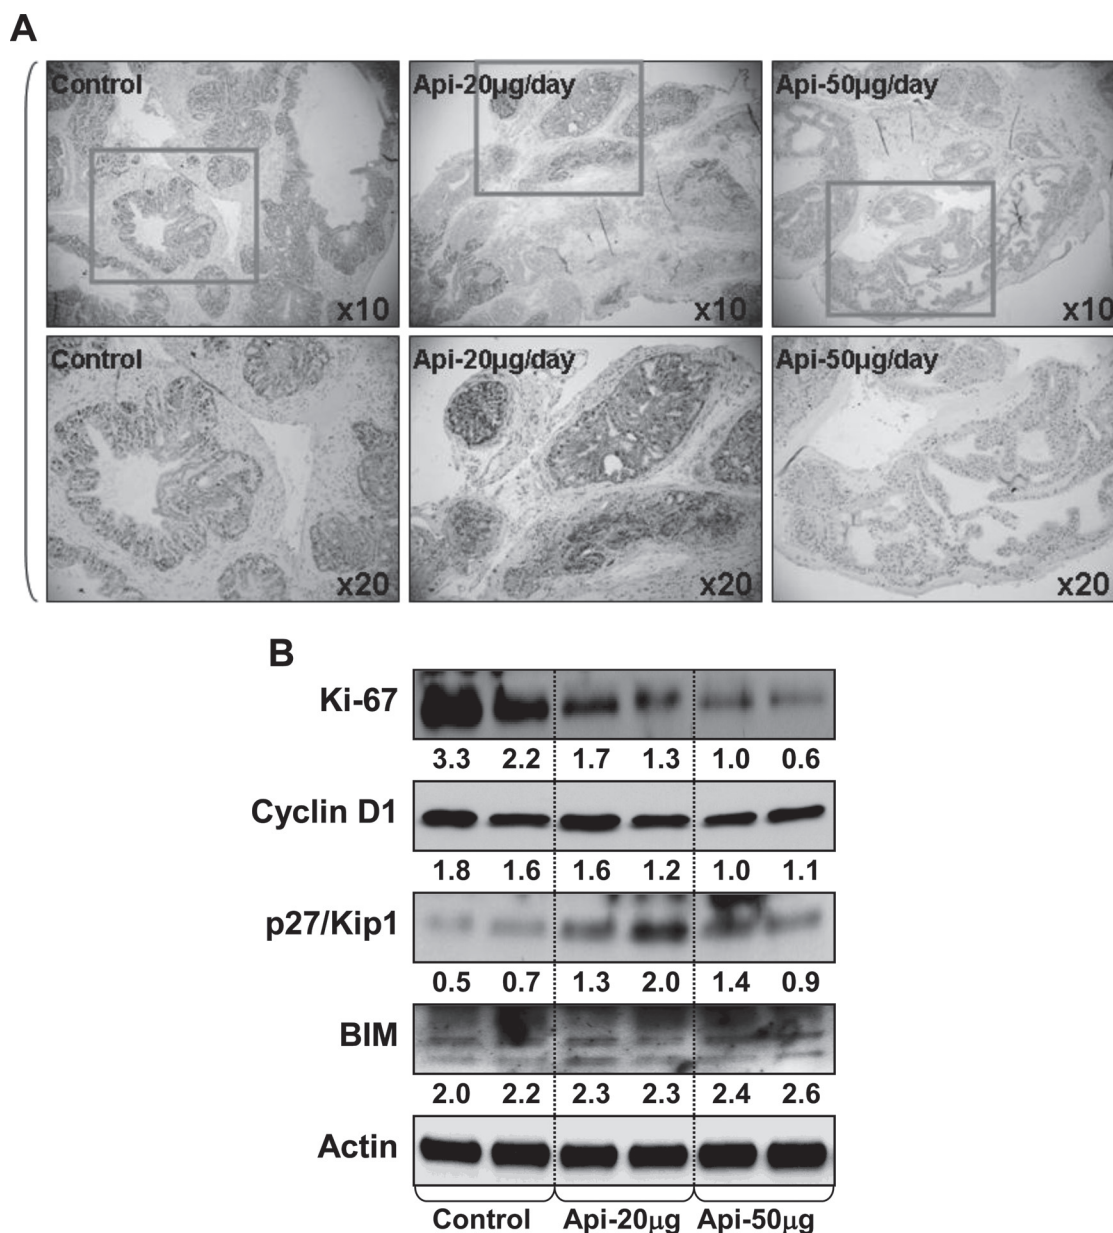 A
Control Api-20µg/day Api-50µg/day
x10 x10 x10
Control Api-20µg/day Api-50µg/day
x20 x20 x20
B
Ki-67
3.3 2.2 1.7 1.3 1.0 0.6
Cyclin D1
1.8 1.6 1.6 1.2 1.0 1.1
p27/Kip1
0.5 0.7 1.3 2.0 1.4 0.9
BIM
2.0 2.2 2.3 2.3 2.4 2.6
Actin
Control Api-20µg Api-50µg